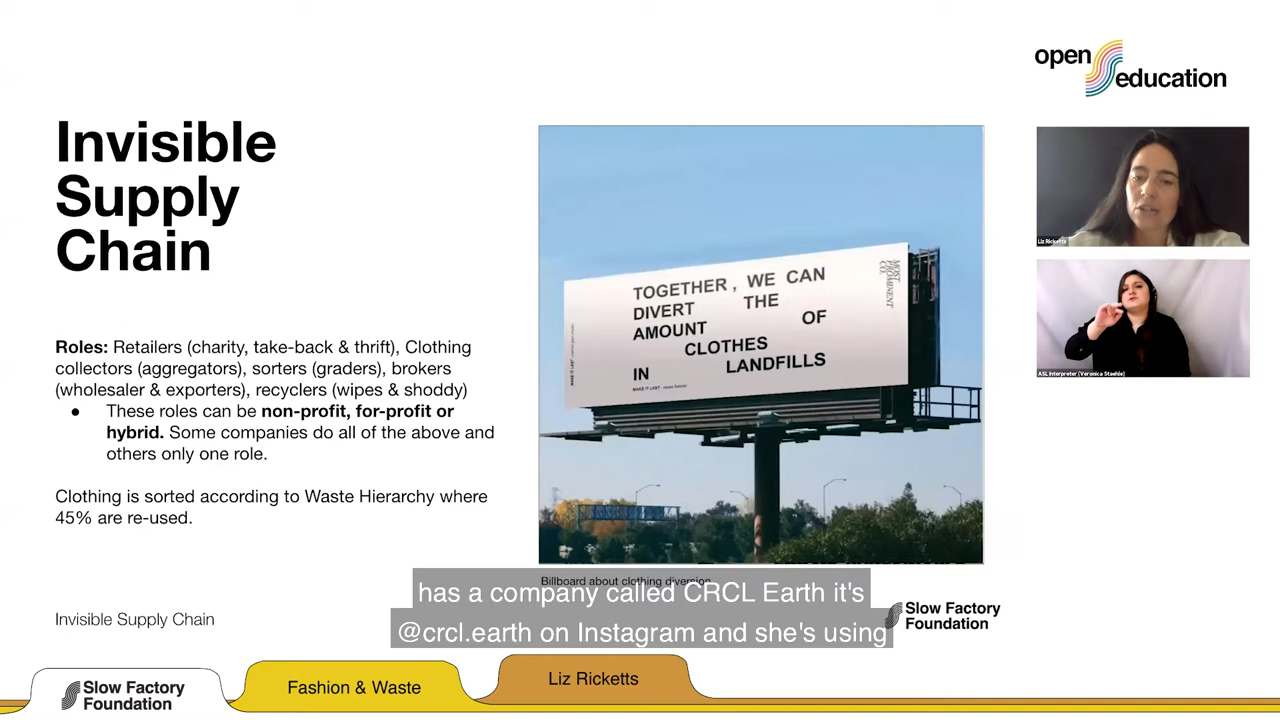 open
education
Invisible
Supply
Chain
Roles: Retailers (charity, take-back & thrift), Clothing
collectors (aggregators), sorters (graders), brokers
(wholesaler & exporters), recyclers (wipes & shoddy)
● These roles can be non-profit, for-profit or
hybrid. Some companies do all of the above and
others only one role.
Clothing is sorted according to Waste Hierarchy where
45% are re-used.
TOGETHER, WE CAN
DIVERT THE
AMOUNT OF
CLOTHES
IN LANDFILLS
MOST
PROMINENT
CO.
Liz Ricketts
ASL Interpreter (Veronica Staehle)
Billboard about clothing diversion
has a company called CRCL Earth it's
@crcl.earth on Instagram and she's using
Invisible Supply Chain
Slow Factory
Foundation
Slow Factory
Foundation
Fashion & Waste
Liz Ricketts